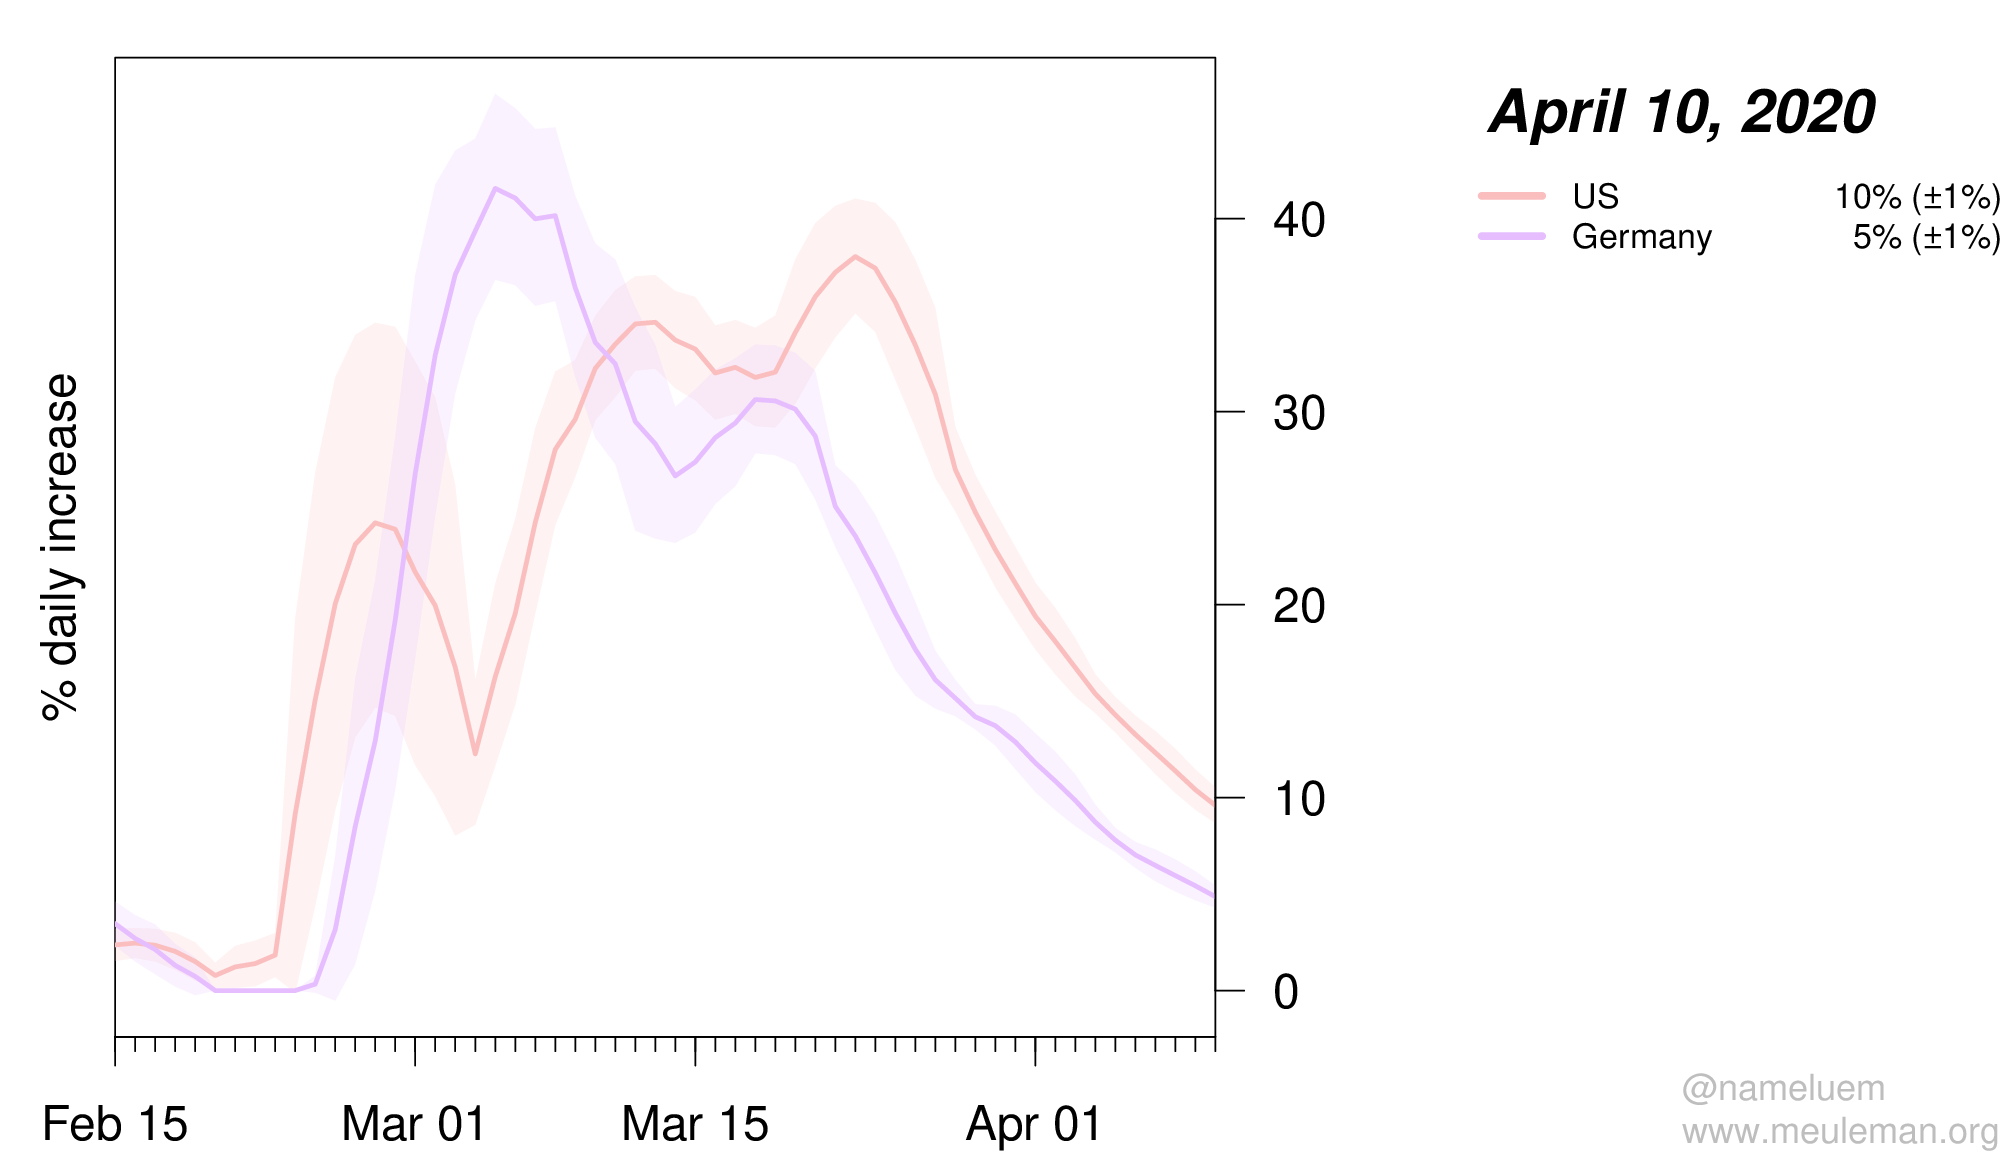 April 10, 2020
US 10% (±1%)
Germany 5% (±1%)
% daily increase
40
30
20
10
0
Feb 15 Mar 01 Mar 15 Apr 01
@nameluem
www.meuleman.org